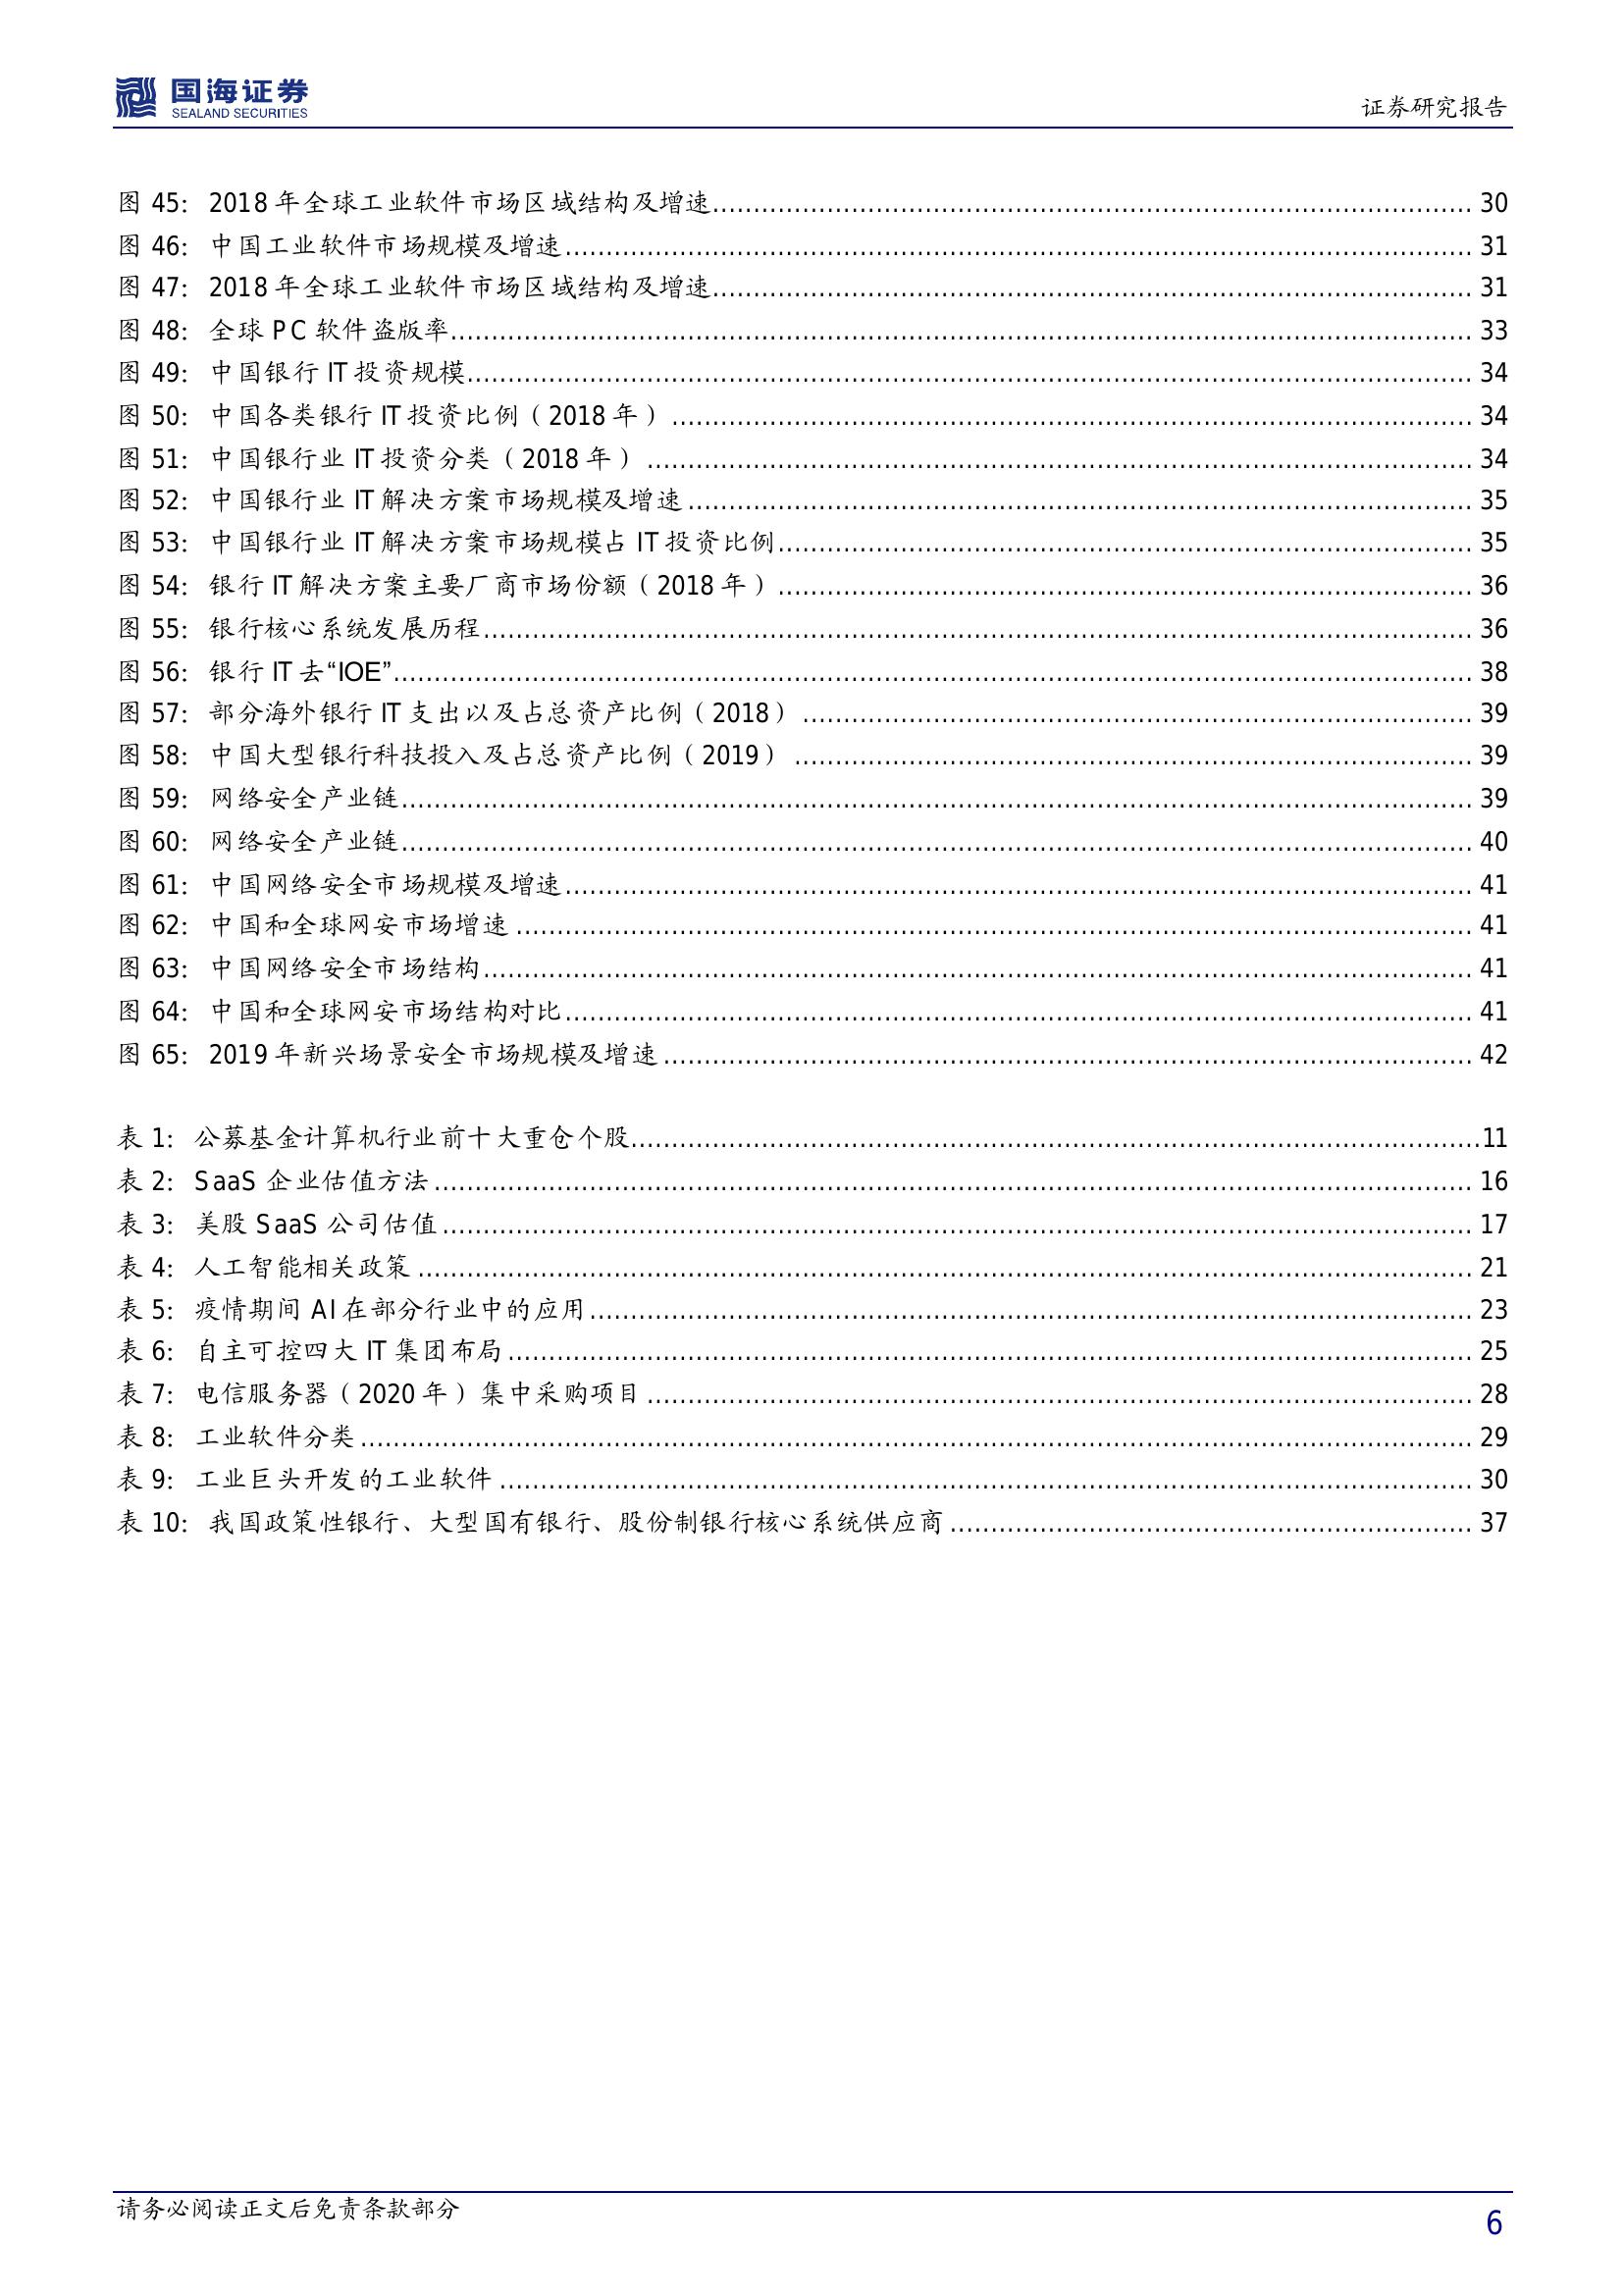 国海证券
SEALAND SECURITIES
证券研究报告
图 45: 2018 年全球工业软件市场区域结构及增速 30
图 46: 中国工业软件市场规模及增速 31
图 47: 2018 年全球工业软件市场区域结构及增速 31
图 48: 全球 PC 软件盗版率 33
图 49: 中国银行 IT 投资规模 34
图 50: 中国各类银行 IT 投资比例（2018 年） 34
图 51: 中国银行业 IT 投资分类（2018 年） 34
图 52: 中国银行业 IT 解决方案市场规模及增速 35
图 53: 中国银行业 IT 解决方案市场规模占 IT 投资比例 35
图 54: 银行 IT 解决方案主要厂商市场份额（2018 年） 36
图 55: 银行核心系统发展历程 36
图 56: 银行 IT 去“IOE” 38
图 57: 部分海外银行 IT 支出以及占总资产比例（2018） 39
图 58: 中国大型银行科技投入及占总资产比例（2019） 39
图 59: 网络安全产业链 39
图 60: 网络安全产业链 40
图 61: 中国网络安全市场规模及增速 41
图 62: 中国和全球网安市场增速 41
图 63: 中国网络安全市场结构 41
图 64: 中国和全球网安市场结构对比 41
图 65: 2019 年新兴场景安全市场规模及增速 42
表 1: 公募基金计算机行业前十大重仓个股 11
表 2: SaaS 企业估值方法 16
表 3: 美股 SaaS 公司估值 17
表 4: 人工智能相关政策 21
表 5: 疫情期间 AI 在部分行业中的应用 23
表 6: 自主可控四大 IT 集团布局 25
表 7: 电信服务器（2020 年）集中采购项目 28
表 8: 工业软件分类 29
表 9: 工业巨头开发的工业软件 30
表 10: 我国政策性银行、大型国有银行、股份制银行核心系统供应商 37
请务必阅读正文后免责条款部分
6